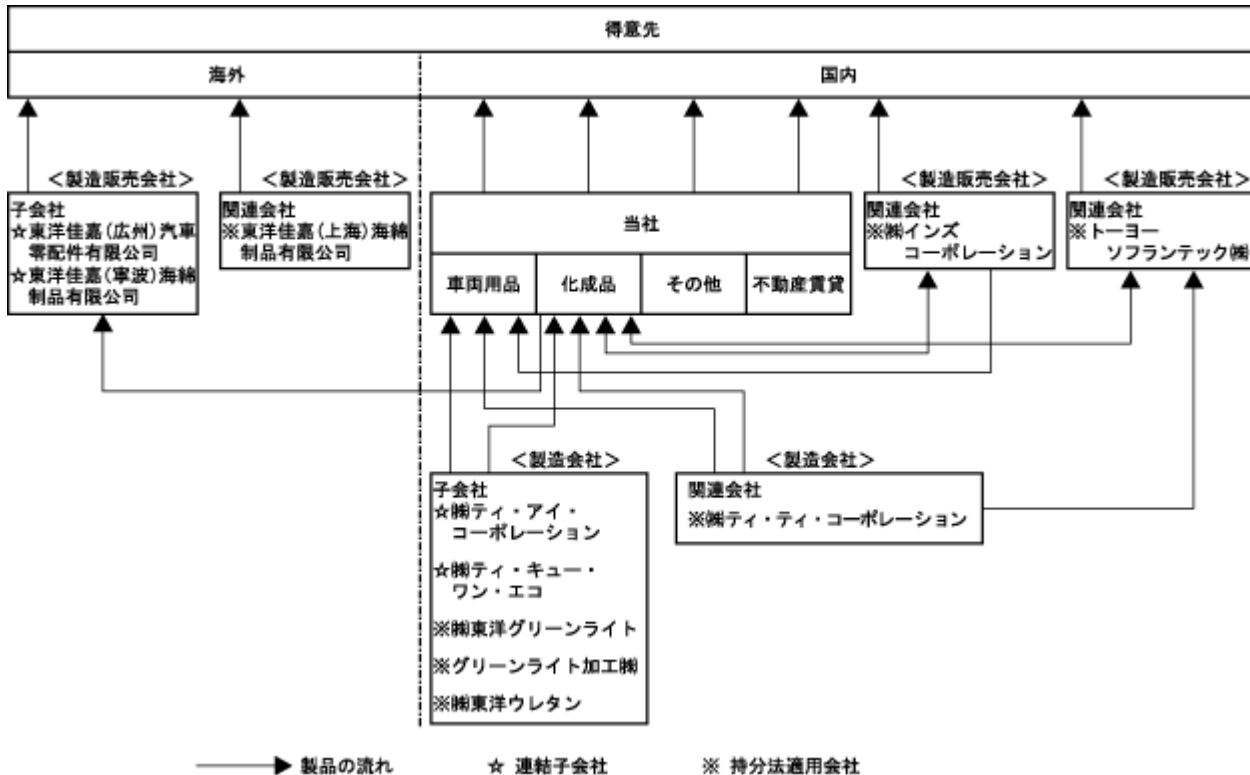 得意先
海外
国内
＜製造販売会社＞
子会社
☆東洋佳嘉(広州)汽車
零配件有限公司
☆東洋佳嘉(寧波)海綿
制品有限公司
＜製造販売会社＞
関連会社
※東洋佳嘉(上海)海綿
制品有限公司
当社
車両用品
化成品
その他
不動産賃貸
＜製造販売会社＞
関連会社
※㈱インズ
コーポレーション
＜製造販売会社＞
関連会社
※トーヨー
ソフランテック㈱
＜製造会社＞
子会社
☆㈱ティ・アイ・
コーポレーション
☆㈱ティ・キュー・
ワン・エコ
※㈱東洋グリーンライト
※グリーンライト加工㈱
※㈱東洋ウレタン
＜製造会社＞
関連会社
※㈱ティ・ティ・コーポレーション
製品の流れ
☆ 連結子会社
※ 持分法適用会社